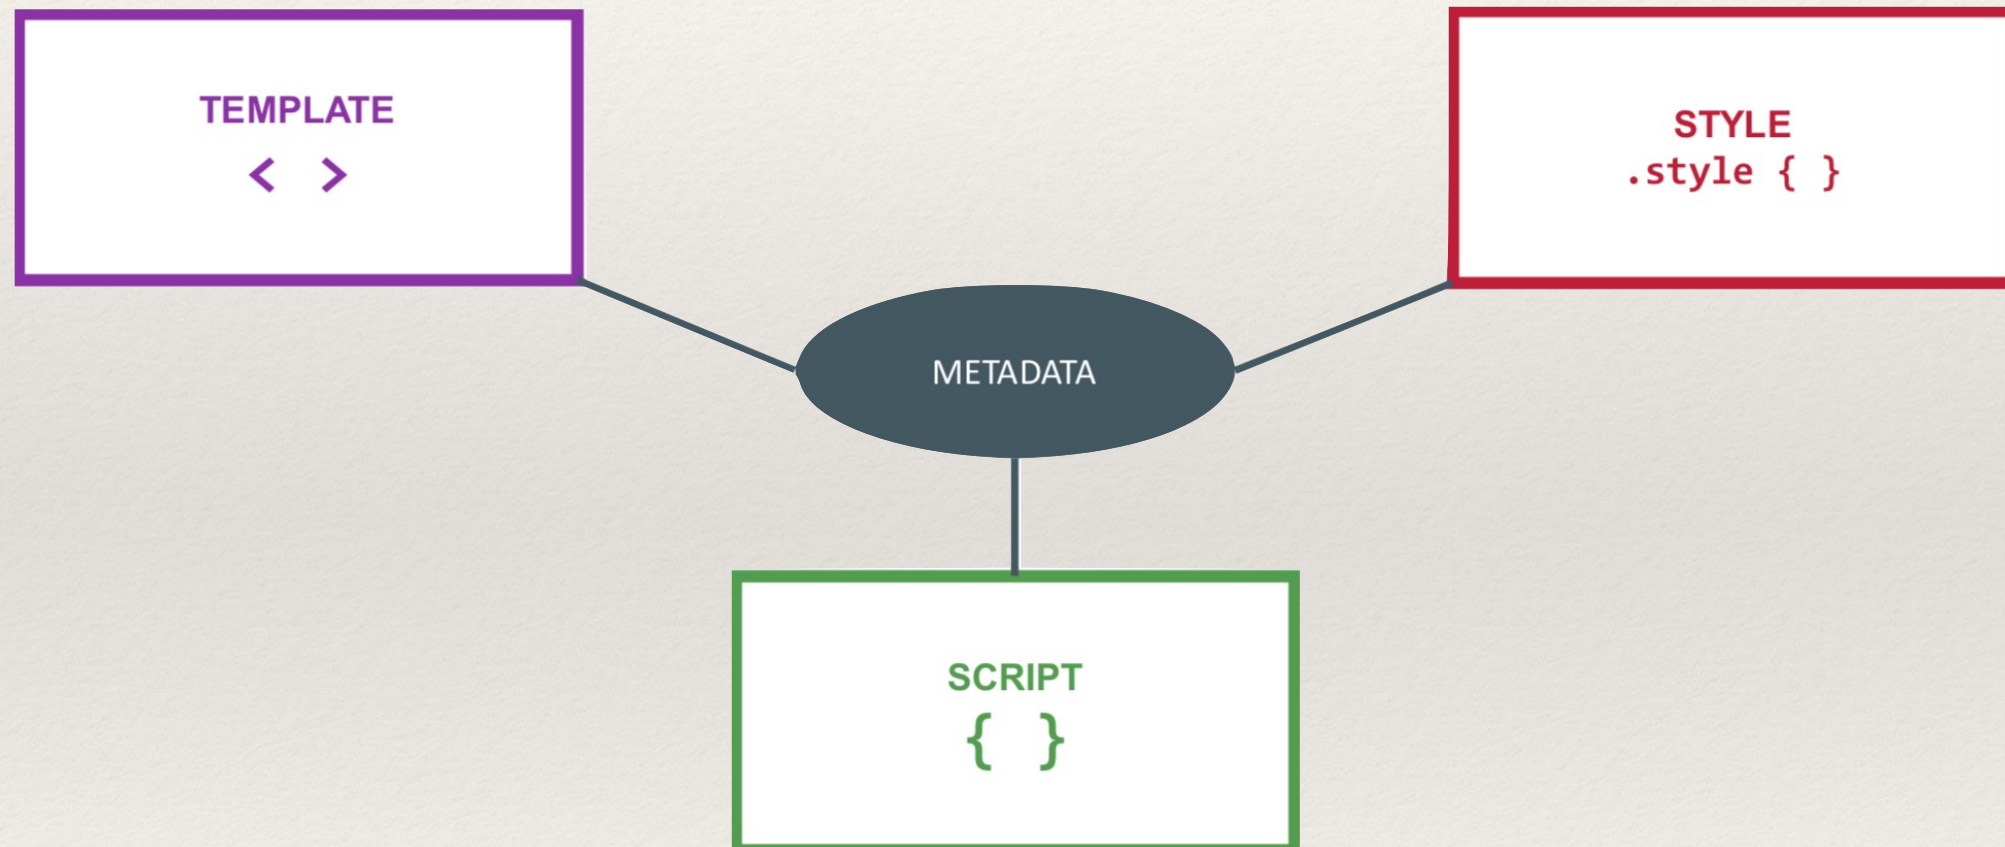 TEMPLATE
< >
STYLE
.style { }
METADATA
SCRIPT
{ }